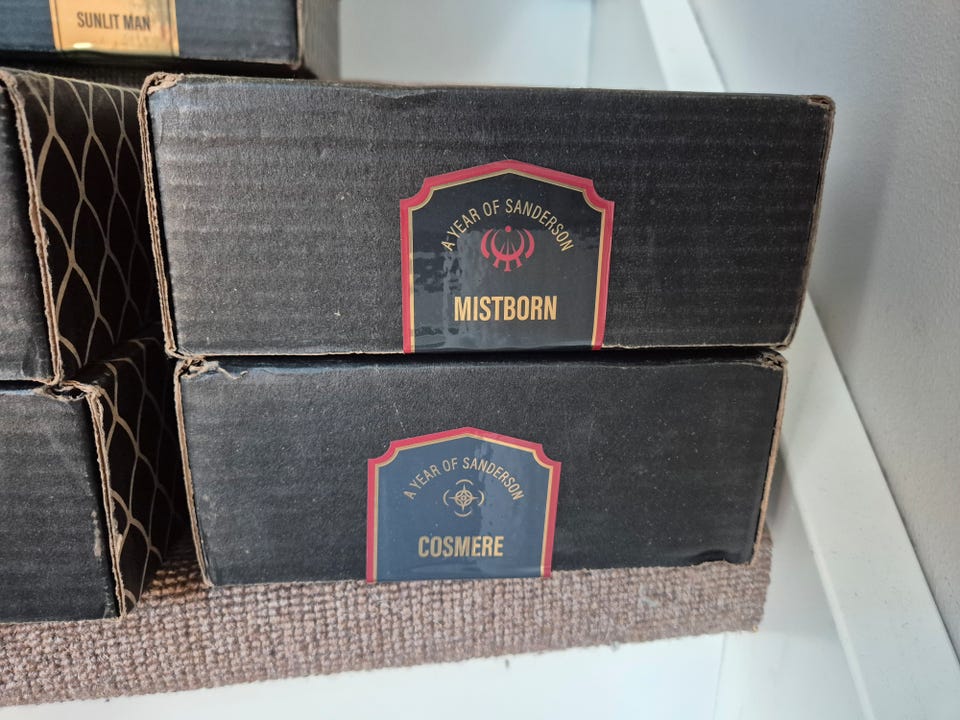 SUNLIT MAN
A YEAR OF SANDERSON
MISTBORN
A YEAR OF SANDERSON
COSMERE